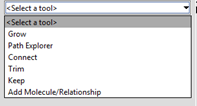 <Select a tool>
<Select a tool>
Grow
Path Explorer
Connect
Trim
Keep
Add Molecule/Relationship